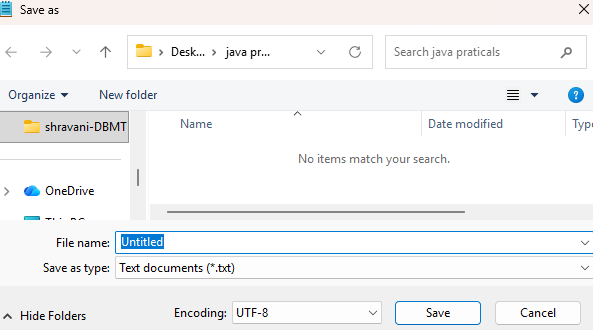 Save as
Desk... java pr... Search java praticals
Organize New folder
shravani-DBMT
Name Date modified Type
No items match your search.
OneDrive
File name: Untitled
Save as type: Text documents (*.txt)
Hide Folders Encoding: UTF-8 Save Cancel